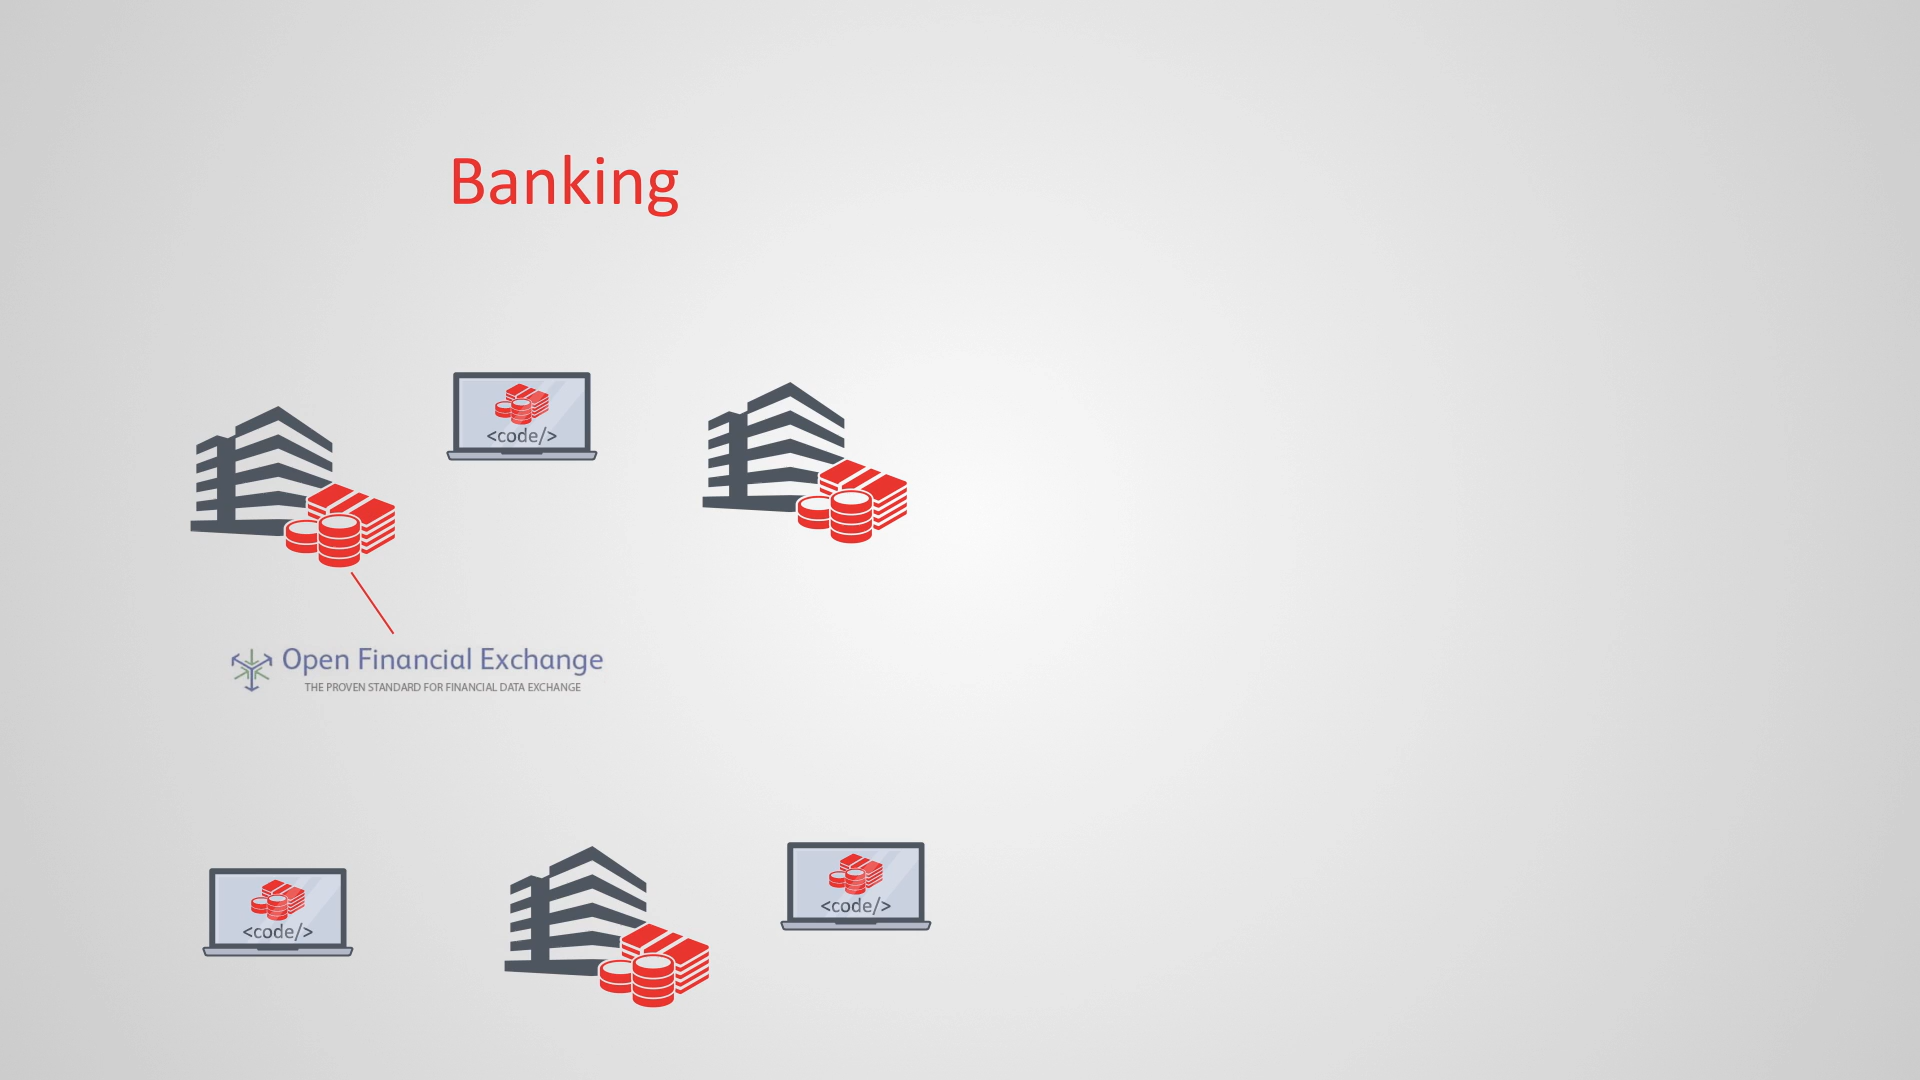 Banking
<code/>
Open Financial Exchange
THE PROVEN STANDARD FOR FINANCIAL DATA EXCHANGE
<code/>
<code/>